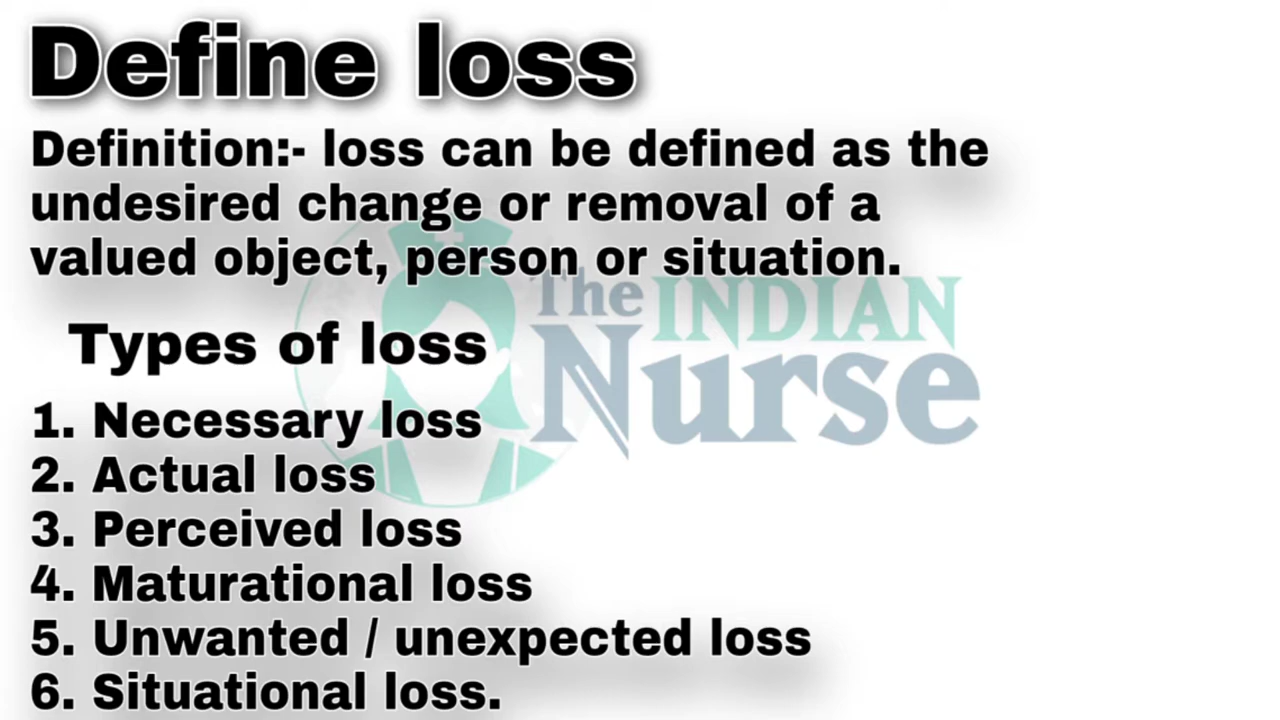 Define loss
Definition:- loss can be defined as the
undesired change or removal of a
valued object, person or situation.
The INDIAN
Nurse
Types of loss
1. Necessary loss
2. Actual loss
3. Perceived loss
4. Maturational loss
5. Unwanted / unexpected loss
6. Situational loss.